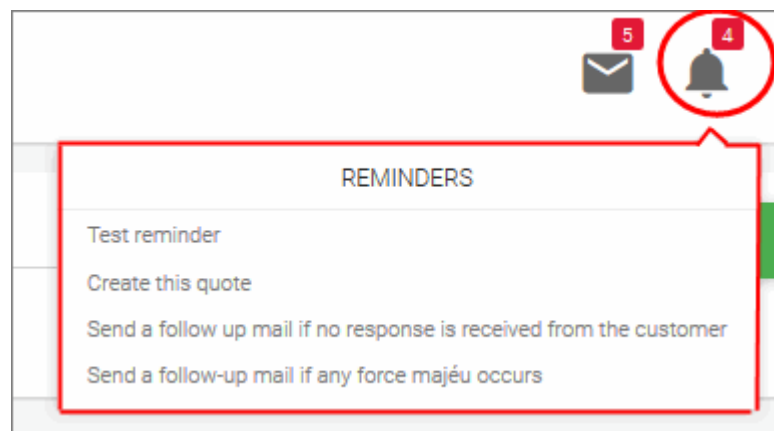 5 4
REMINDERS
Test reminder
Create this quote
Send a follow up mail if no response is received from the customer
Send a follow-up mail if any force majéu occurs